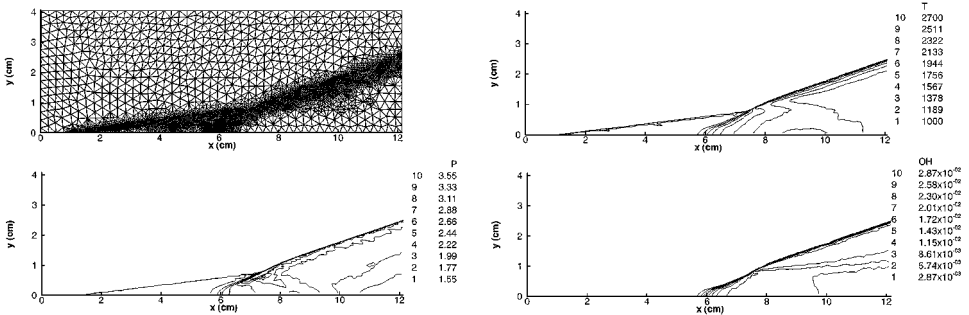 y (cm)
4
3
2
1
0
0 2 4 6 8 10 12
x (cm)
T
10 2700
9 2511
8 2322
7 2133
6 1944
5 1756
4 1567
3 1378
2 1189
1 1000
y (cm)
4
3
2
1
0
0 2 4 6 8 10 12
x (cm)
P
10 3.55
9 3.33
8 3.11
7 2.88
6 2.66
5 2.44
4 2.22
3 1.99
2 1.77
1 1.55
y (cm)
4
3
2
1
0
0 2 4 6 8 10 12
x (cm)
OH
10 2.87x10⁻⁰²
9 2.58x10⁻⁰²
8 2.30x10⁻⁰²
7 2.01x10⁻⁰²
6 1.72x10⁻⁰²
5 1.43x10⁻⁰²
4 1.15x10⁻⁰²
3 8.61x10⁻⁰³
2 5.74x10⁻⁰³
1 2.87x10⁻⁰³
y (cm)
4
3
2
1
0
0 2 4 6 8 10 12
x (cm)